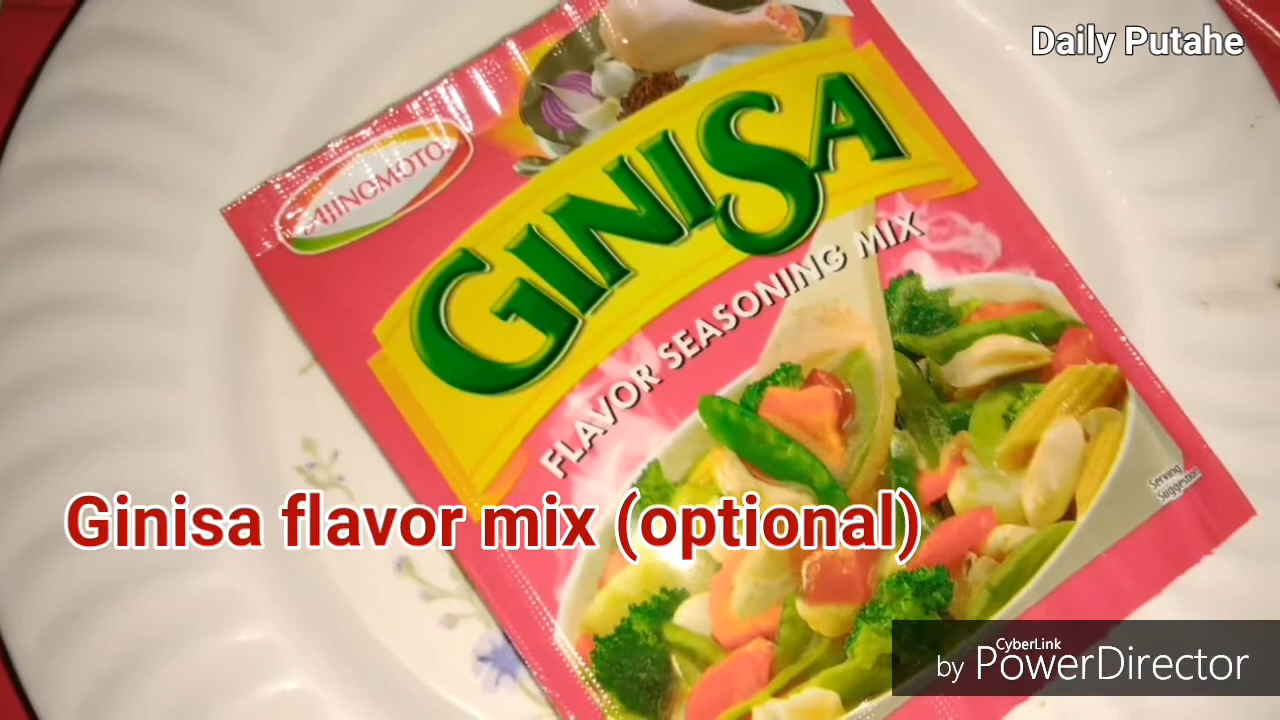 Daily Putahe
AJINOMOTO
GINISA
FLAVOR SEASONING MIX
Serving
Suggestion
Ginisa flavor mix (optional)
CyberLink
by PowerDirector